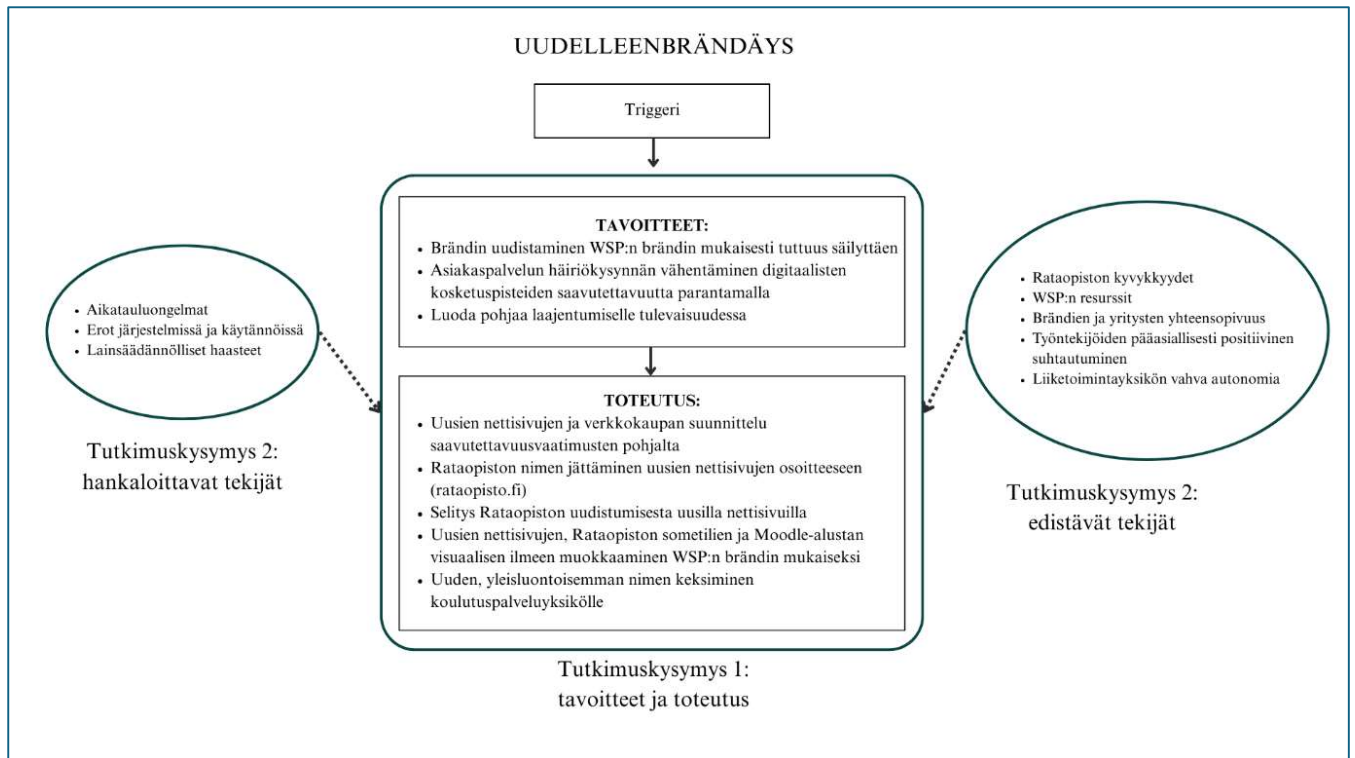 UUDELLEENBRÄNDÄYS
Triggeri
TAVOITTEET:
• Brändin uudistaminen WSP:n brändin mukaisesti tuttuus säilyttäen
• Asiakaspalvelun häiriökysynnän vähentäminen digitaalisten
kosketuspisteiden saavutettavuutta parantamalla
• Luoda pohjaa laajentumiselle tulevaisuudessa
TOTEUTUS:
• Uusien nettisivujen ja verkkokaupan suunnittelu
saavutettavuusvaatimusten pohjalta
• Rataopiston nimen jättäminen uusien nettisivujen osoitteeseen
(rataopisto.fi)
• Selitys Rataopiston uudistumisesta uusilla nettisivuilla
• Uusien nettisivujen, Rataopiston sometilien ja Moodle-alustan
visuaalisen ilmeen muokkaaminen WSP:n brändin mukaiseksi
• Uuden, yleisluontoisemman nimen keksiminen
koulutuspalveluyksikölle
Tutkimuskysymys 1:
tavoitteet ja toteutus
• Aikatauluongelmat
• Erot järjestelmissä ja käytännöissä
• Lainsäädännölliset haasteet
Tutkimuskysymys 2:
hankaloittavat tekijät
• Rataopiston kyvykkyydet
• WSP:n resurssit
• Brändien ja yritysten yhteensopivuus
• Työntekijöiden pääasiallisesti positiivinen
suhtautuminen
• Liiketoimintayksikön vahva autonomia
Tutkimuskysymys 2:
edistävät tekijät